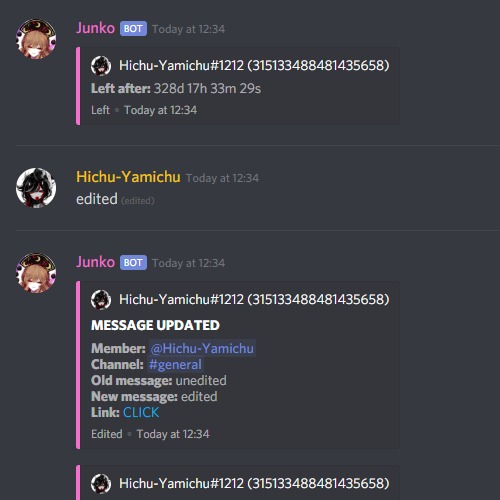 Junko BOT Today at 12:34
Hichu-Yamichu#1212 (315133488481435658)
Left after: 328d 17h 33m 29s
Left • Today at 12:34
Hichu-Yamichu Today at 12:34
edited (edited)
Junko BOT Today at 12:34
Hichu-Yamichu#1212 (315133488481435658)
MESSAGE UPDATED
Member: @Hichu-Yamichu
Channel: #general
Old message: unedited
New message: edited
Link: CLICK
Edited • Today at 12:34
Hichu-Yamichu#1212 (315133488481435658)